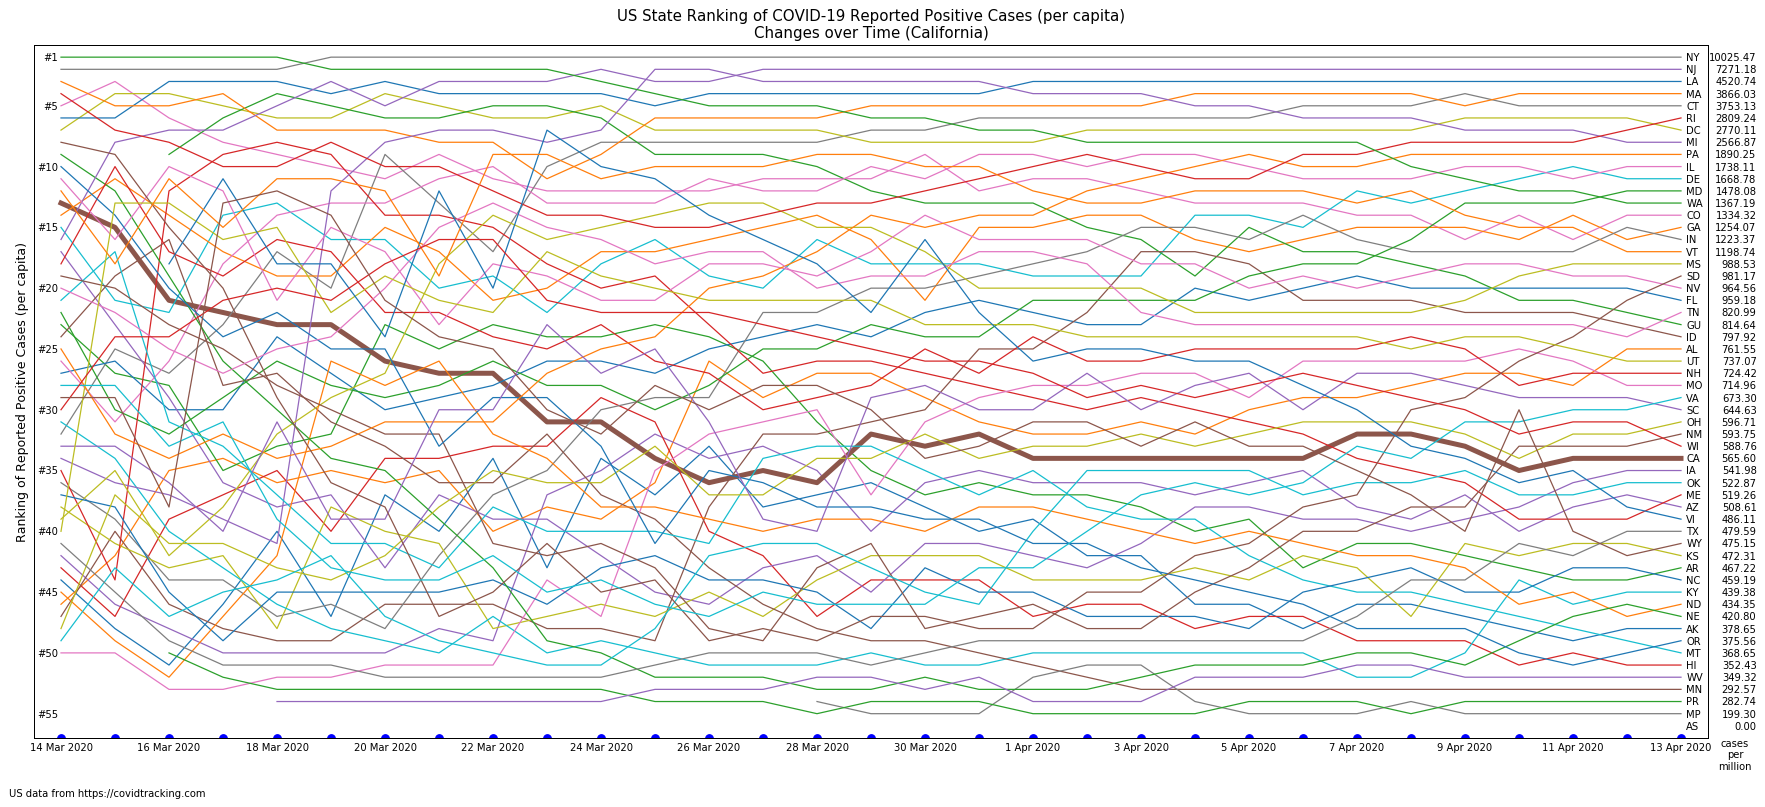 US State Ranking of COVID-19 Reported Positive Cases (per capita)
Changes over Time (California)
Ranking of Reported Positive Cases (per capita)
#1
#5
#10
#15
#20
#25
#30
#35
#40
#45
#50
#55
NY 10025.47
NJ 7271.18
LA 4520.74
MA 3866.03
CT 3753.13
RI 2809.24
DC 2770.11
MI 2566.87
PA 1890.25
IL 1738.11
DE 1668.78
MD 1478.08
WA 1367.19
CO 1334.32
GA 1254.07
IN 1223.37
VT 1198.74
MS 988.53
SD 981.17
NV 964.56
FL 959.18
TN 820.99
GU 814.64
ID 797.92
AL 761.55
UT 737.07
NH 724.42
MO 714.96
VA 673.30
SC 644.63
OH 596.71
NM 593.75
WI 588.76
CA 565.60
IA 541.98
OK 522.87
ME 519.26
AZ 508.61
VI 486.11
TX 479.59
WY 475.15
KS 472.31
AR 467.22
NC 459.19
KY 439.38
ND 434.35
NE 420.80
AK 378.65
OR 375.56
MT 368.65
HI 352.43
WV 349.32
MN 292.57
PR 282.74
MP 199.30
AS 0.00
14 Mar 2020 16 Mar 2020 18 Mar 2020 20 Mar 2020 22 Mar 2020 24 Mar 2020 26 Mar 2020 28 Mar 2020 30 Mar 2020 1 Apr 2020 3 Apr 2020 5 Apr 2020 7 Apr 2020 9 Apr 2020 11 Apr 2020 13 Apr 2020
cases
per
million
US data from https://covidtracking.com